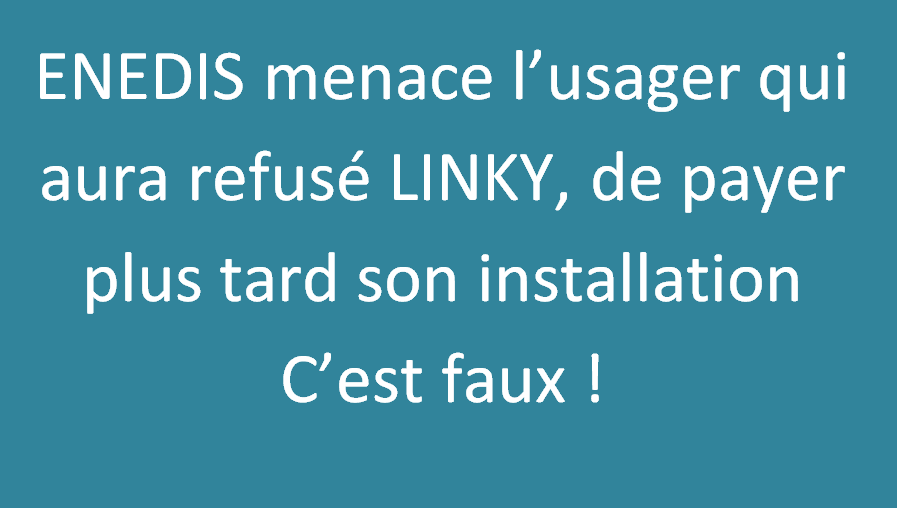 ENEDIS menace l’usager qui
aura refusé LINKY, de payer
plus tard son installation
C’est faux !